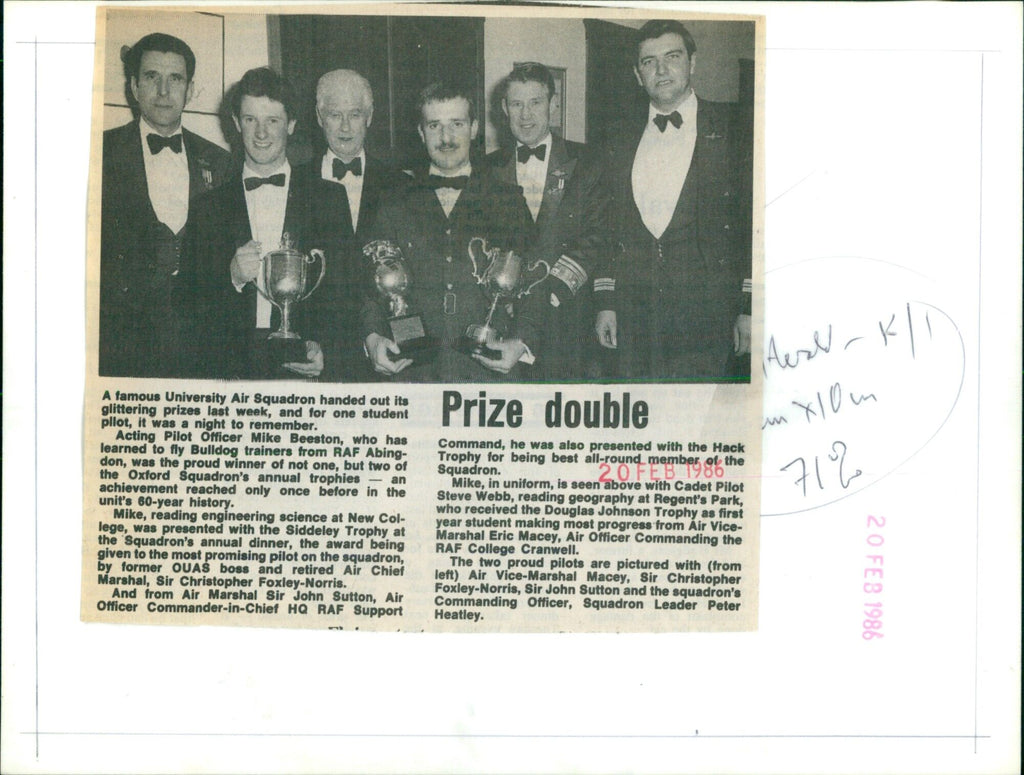 A famous University Air Squadron handed out its
glittering prizes last week, and for one student
pilot, it was a night to remember.
Acting Pilot Officer Mike Beeston, who has
learned to fly Bulldog trainers from RAF Abing-
don, was the proud winner of not one, but two of
the Oxford Squadron's annual trophies — an
achievement reached only once before in the
unit's 60-year history.
Mike, reading engineering science at New Col-
lege, was presented with the Siddeley Trophy at
the Squadron's annual dinner, the award being
given to the most promising pilot on the squadron,
by former OUAS boss and retired Air Chief
Marshal, Sir Christopher Foxley-Norris.
And from Air Marshal Sir John Sutton, Air
Officer Commander-in-Chief HQ RAF Support
Prize double
Command, he was also presented with the Hack
Trophy for being best all-round member of the
Squadron.
20 FEB 1986
Mike, in uniform, is seen above with Cadet Pilot
Steve Webb, reading geography at Regent's Park,
who received the Douglas Johnson Trophy as first
year student making most progress from Air Vice-
Marshal Eric Macey, Air Officer Commanding the
RAF College Cranwell.
The two proud pilots are pictured with (from
left) Air Vice-Marshal Macey, Sir Christopher
Foxley-Norris, Sir John Sutton and the squadron's
Commanding Officer, Squadron Leader Peter
Heatley.
K/1
x10cm
71%
20 FEB 1986